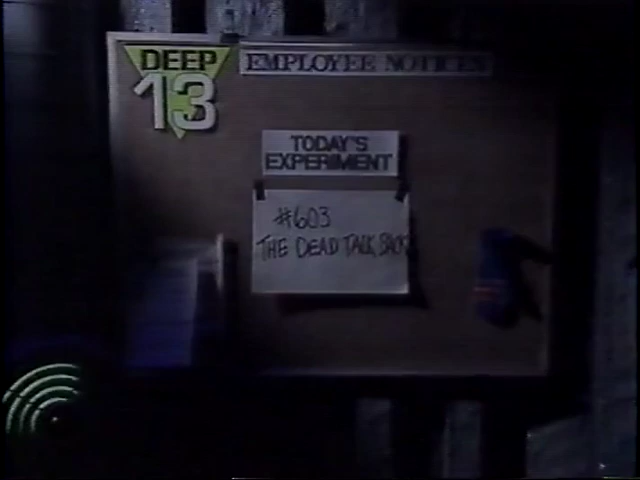 DEEP
13
EMPLOYEE NOTICES
TODAY'S
EXPERIMENT
#603
THE DEAD TALK BACK